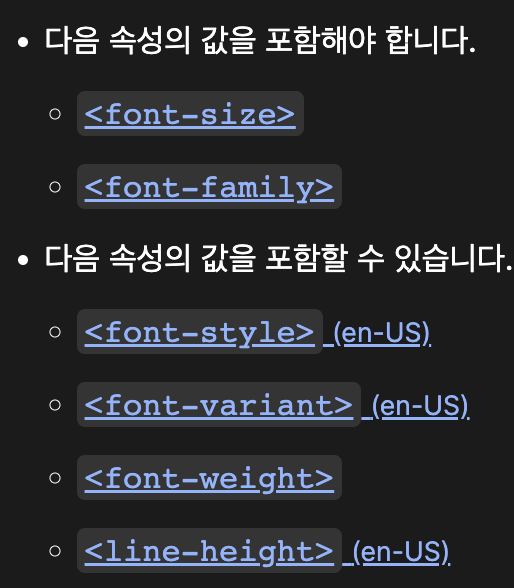 다음 속성의 값을 포함해야 합니다.
<font-size>
<font-family>
다음 속성의 값을 포함할 수 있습니다.
<font-style> (en-US)
<font-variant> (en-US)
<font-weight>
<line-height> (en-US)